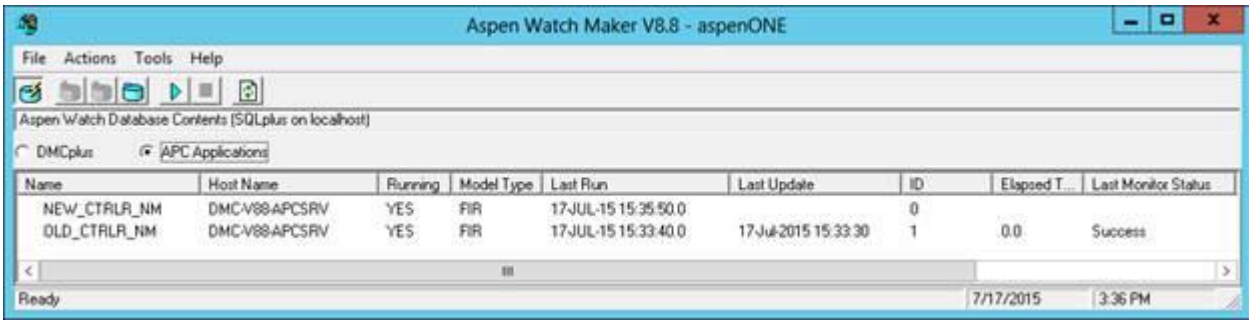 Aspen Watch Maker V8.8 - aspenONE
File Actions Tools Help
Aspen Watch Database Contents (SQLplus on localhost)
DMCplus APC Applications
Name Host Name Running Model Type Last Run Last Update ID Elapsed T... Last Monitor Status
NEW_CTRLR_NM DMC-V88-APCSRV YES FIR 17-JUL-15 15:35:50.0 0
OLD_CTRLR_NM DMC-V88-APCSRV YES FIR 17-JUL-15 15:33:40.0 17-Jul-2015 15:33:30 1 0.0 Success
Ready 7/17/2015 3:36 PM